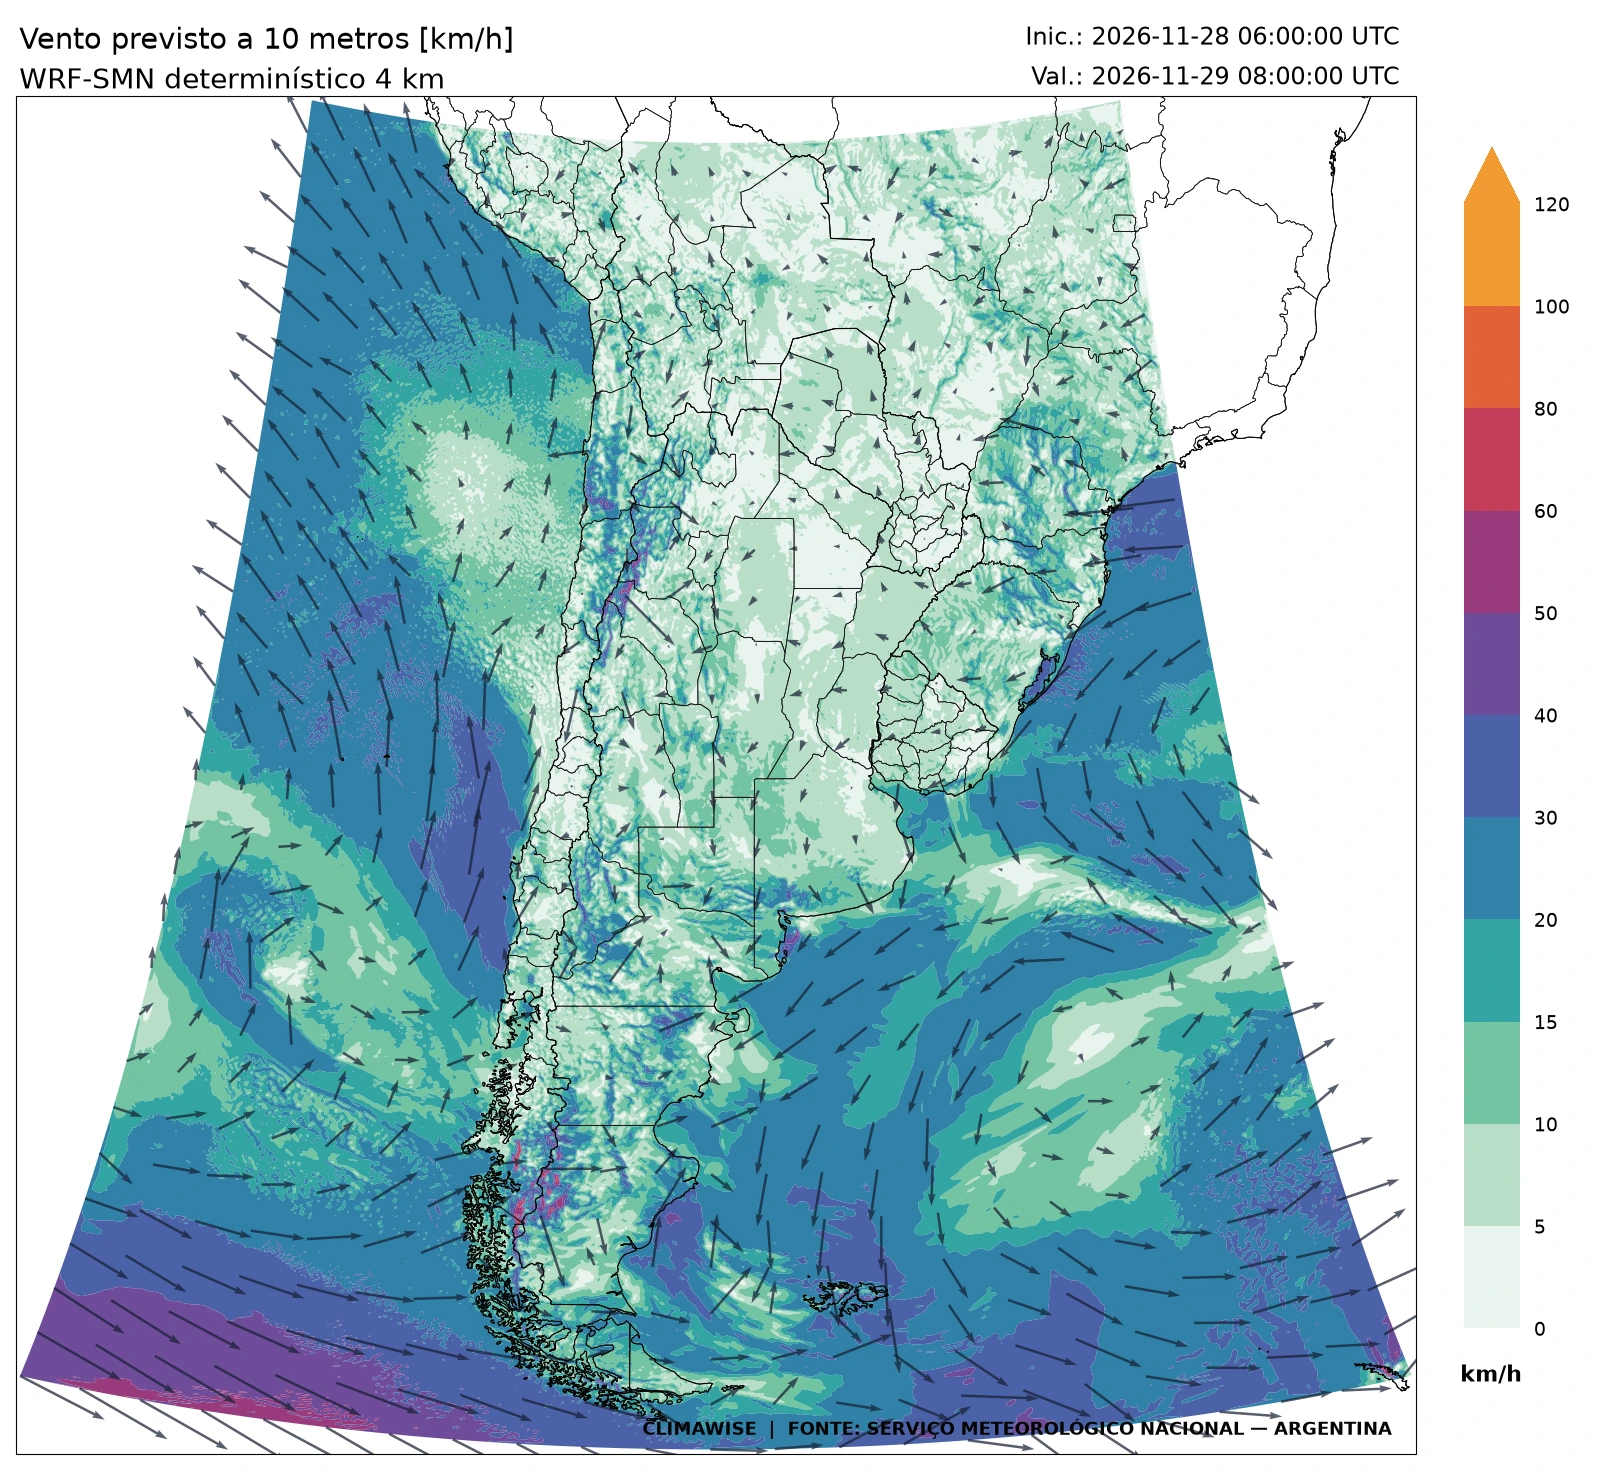 Vento previsto a 10 metros [km/h]
WRF-SMN determinístico 4 km
Inic.: 2026-11-28 06:00:00 UTC
Val.: 2026-11-29 08:00:00 UTC
120
100
80
60
50
40
30
20
15
10
5
0
km/h
CLIMAWISE | FONTE: SERVIÇO METEOROLÓGICO NACIONAL — ARGENTINA